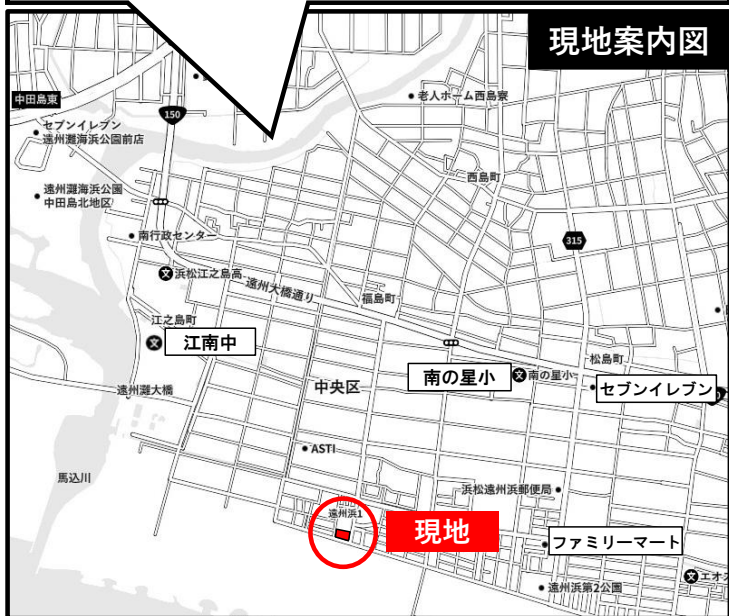 現地案内図
中田島東
150
老人ホーム西島寮
セブンイレブン
遠州灘海浜公園前店
西島町
遠州灘海浜公園
中田島北地区
南行政センター
315
文 浜松江之島高
遠州大橋通り
福島町
江之島町
文
江南中
松島町
南の星小
文 南の星小
セブンイレブン
遠州灘大橋
中央区
ASTI
馬込川
浜松遠州浜郵便局
遠州浜1
現地
ファミリーマート
文 エオス
遠州浜第2公園